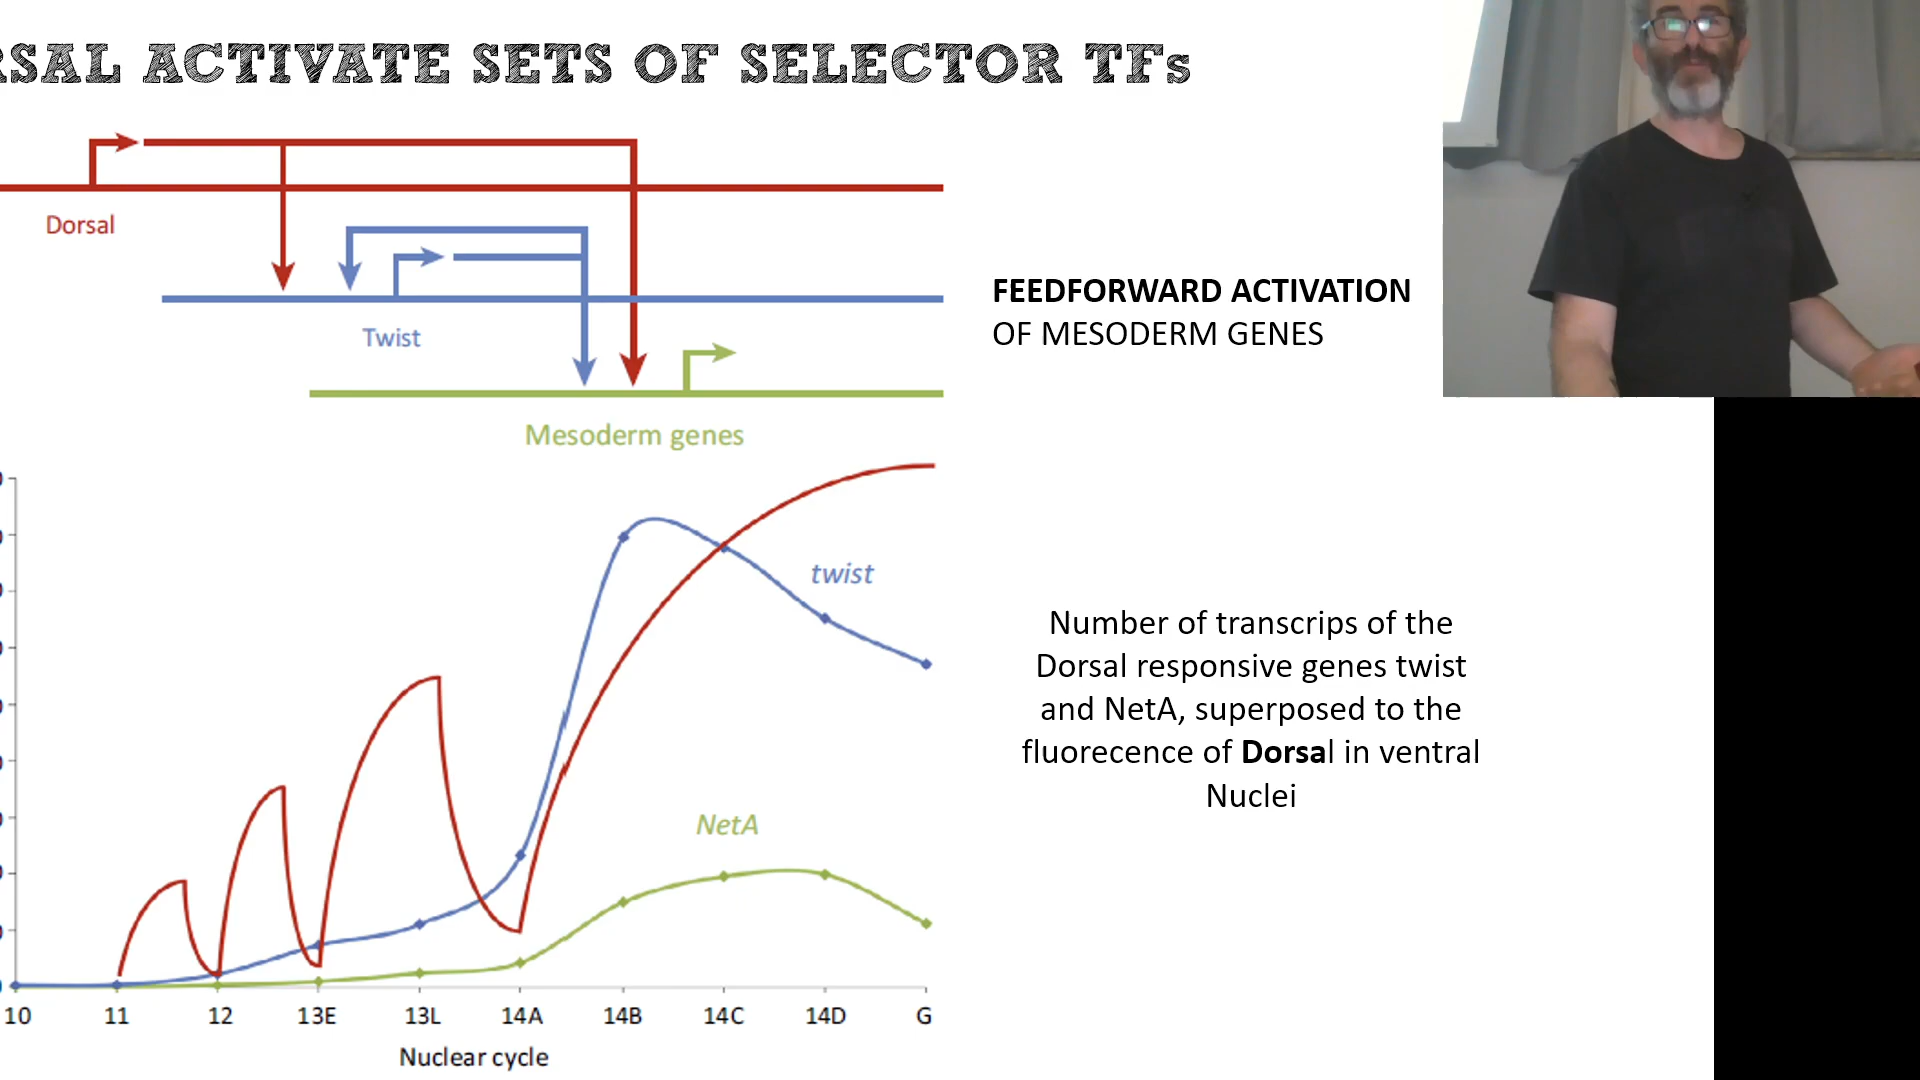 RSAL ACTIVATE SETS OF SELECTOR TFs
Dorsal
Twist
Mesoderm genes
FEEDFORWARD ACTIVATION
OF MESODERM GENES
twist
NetA
10 11 12 13E 13L 14A 14B 14C 14D G
Nuclear cycle
Number of transcrips of the
Dorsal responsive genes twist
and NetA, superposed to the
fluorecence of Dorsal in ventral
Nuclei